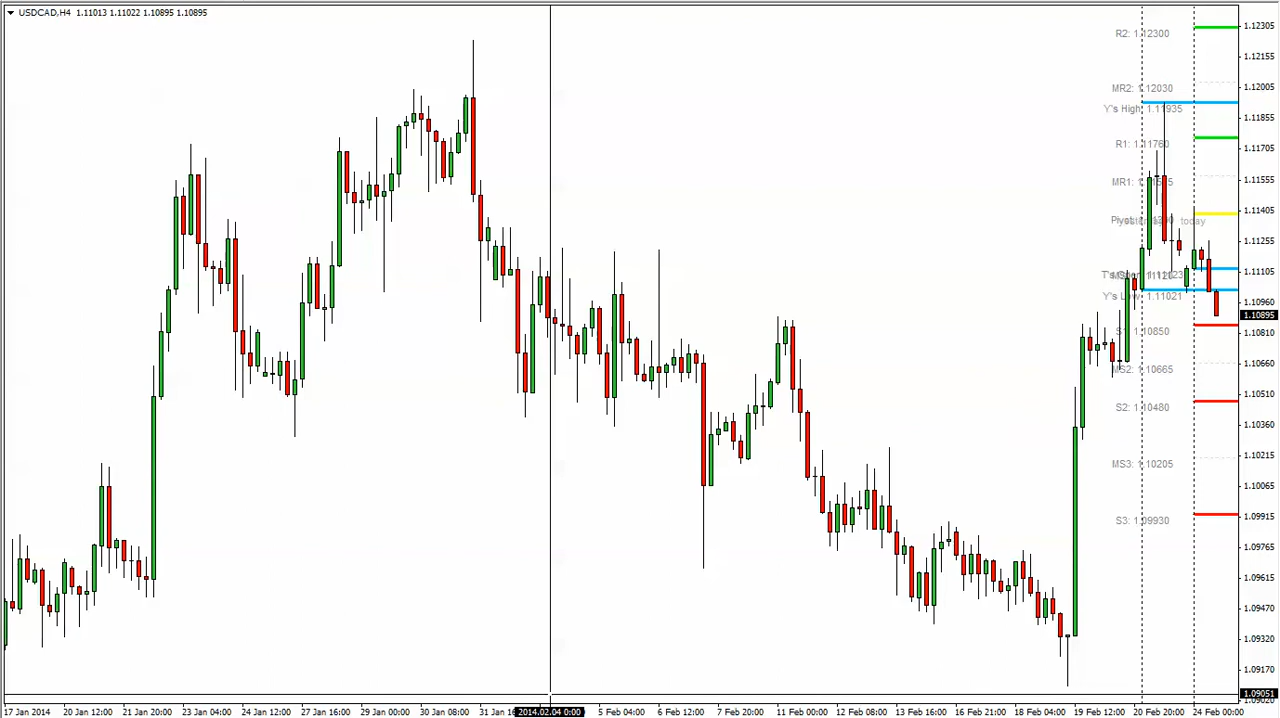 USDCAD,H4 1.11013 1.11022 1.10895 1.10895
R2: 1.12300
MR2: 1.12030
Y's High: 1.11935
R1: 1.11760
MR1:
today
Y's Low: 1.11021
S1: 1.10850
MS2: 1.10665
S2: 1.10480
MS3: 1.10205
S3: 1.09930
1.12305
1.12155
1.12005
1.11855
1.11705
1.11555
1.11405
1.11255
1.11105
1.10960
1.10895
1.10660
1.10510
1.10360
1.10215
1.10065
1.09915
1.09765
1.09615
1.09470
1.09320
1.09170
1.09051
1.09020
17 Jan 2014 20 Jan 12:00 21 Jan 20:00 23 Jan 04:00 24 Jan 12:00 27 Jan 16:00 29 Jan 00:00 30 Jan 08:00 31 Jan 2014.02.04 0:00 5 Feb 04:00 6 Feb 12:00 7 Feb 20:00 11 Feb 00:00 12 Feb 08:00 13 Feb 16:00 16 Feb 21:00 18 Feb 04:00 19 Feb 12:00 20 Feb 20:00 24 Feb 00:00